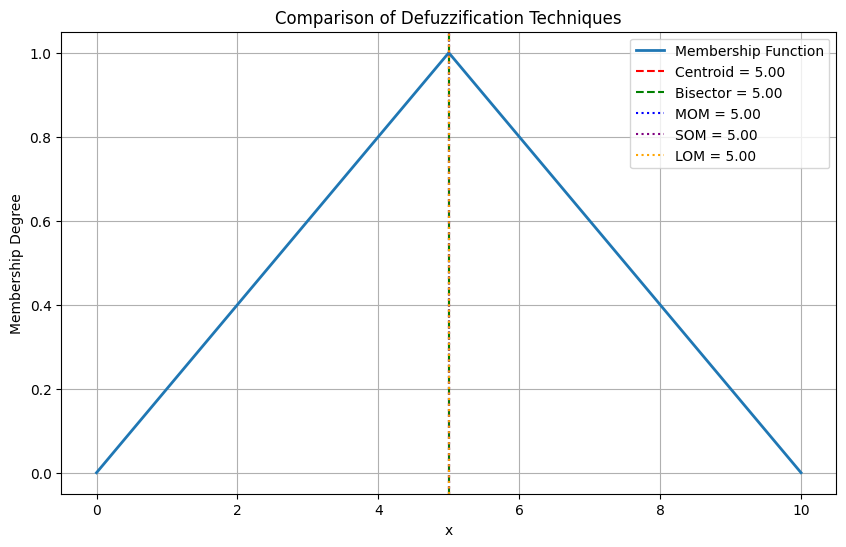 Comparison of Defuzzification Techniques
Membership Function
Centroid = 5.00
Bisector = 5.00
MOM = 5.00
SOM = 5.00
LOM = 5.00
Membership Degree
1.0
0.8
0.6
0.4
0.2
0.0
0 2 4 6 8 10
x